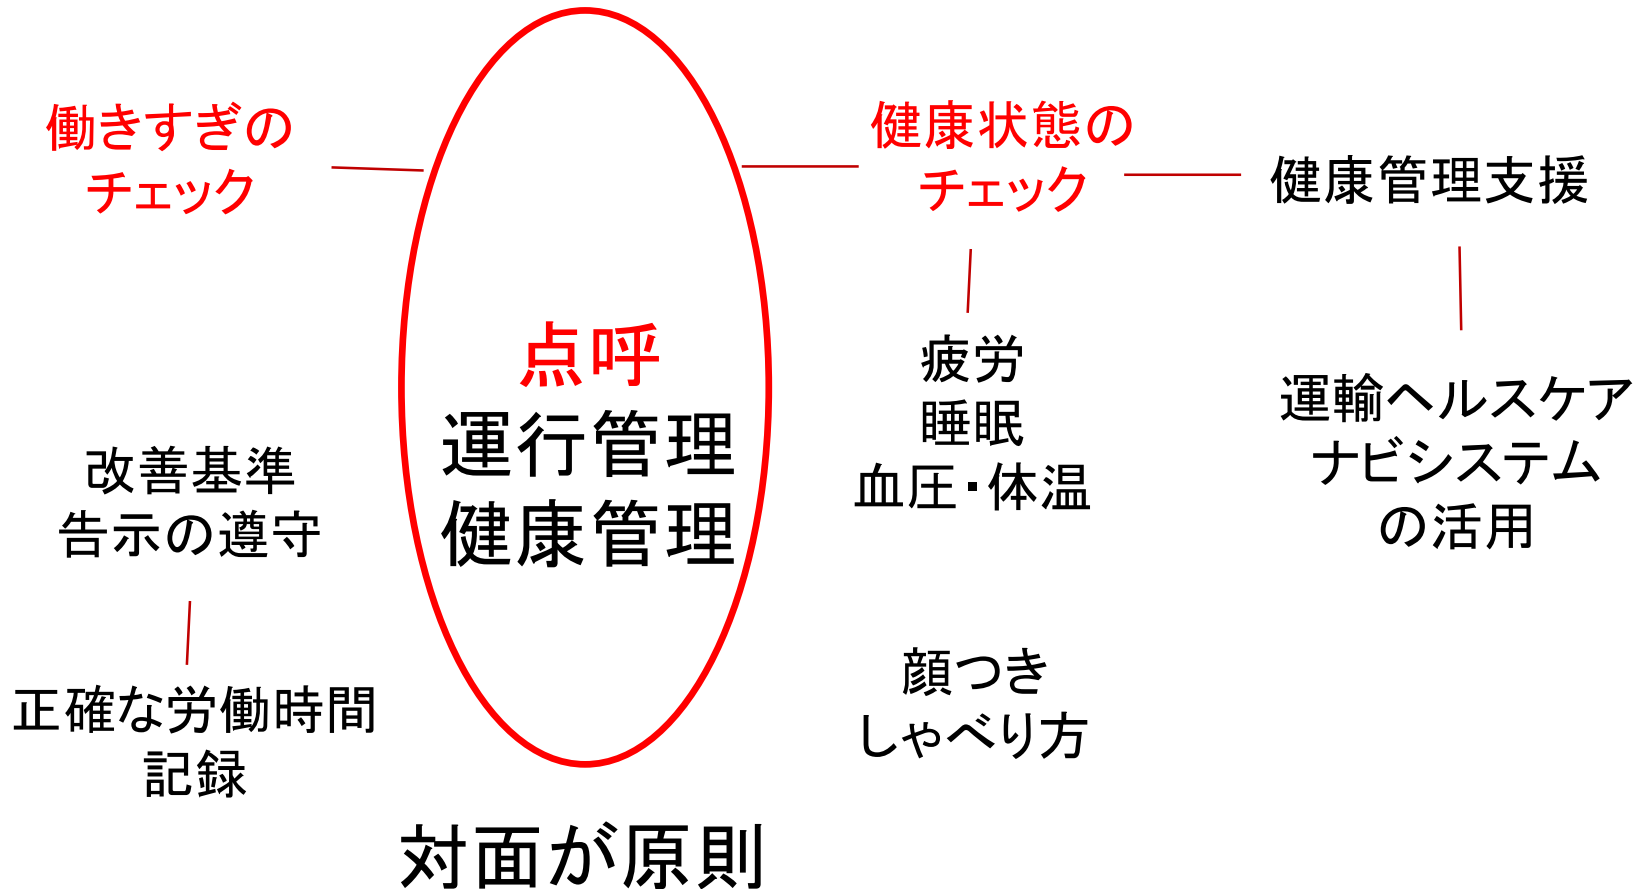 働きすぎの
チェック
改善基準
告示の遵守
正確な労働時間
記録
点呼
運行管理
健康管理
対面が原則
健康状態の
チェック
疲労
睡眠
血圧・体温
顔つき
しゃべり方
健康管理支援
運輸ヘルスケア
ナビシステム
の活用